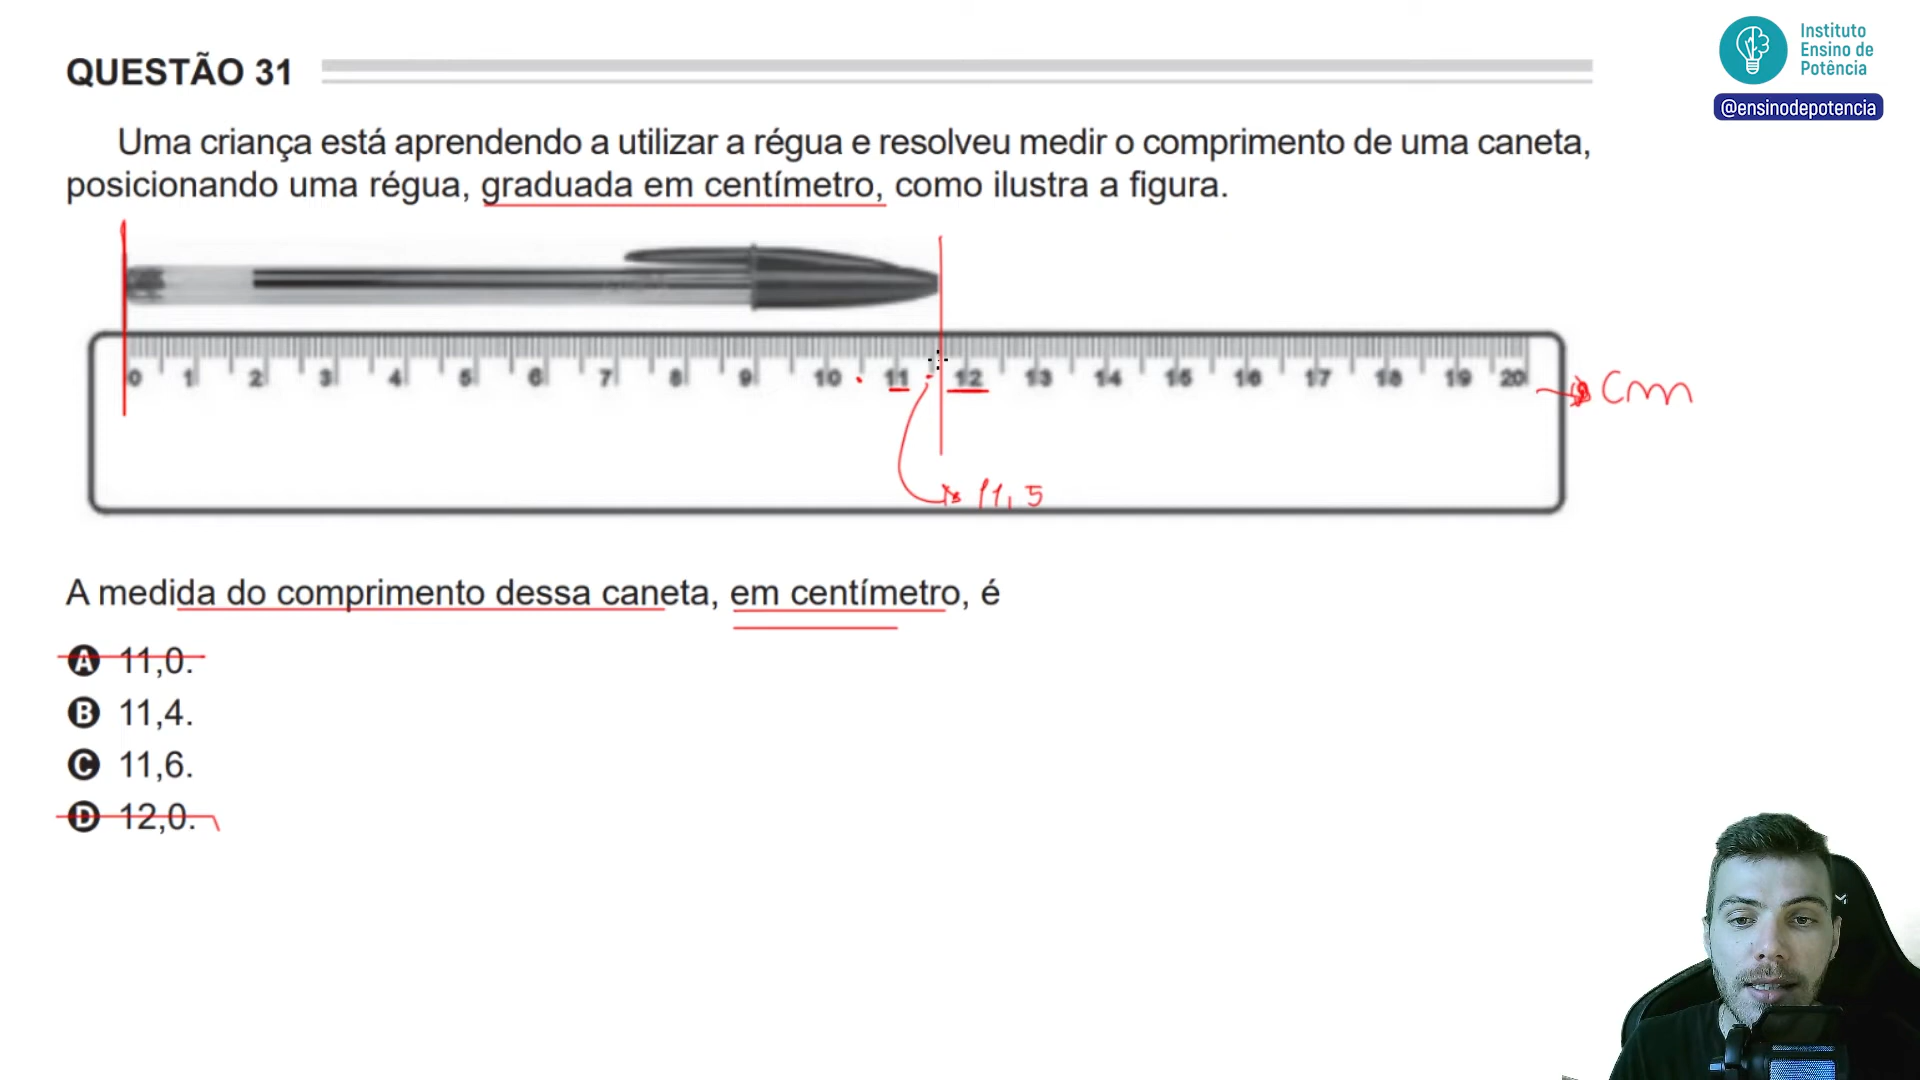 Instituto
Ensino de
Potência
@ensinodepotencia
QUESTÃO 31
Uma criança está aprendendo a utilizar a régua e resolveu medir o comprimento de uma caneta,
posicionando uma régua, graduada em centímetro, como ilustra a figura.
0 1 2 3 4 5 6 7 8 9 10 11 12 13 14 15 16 17 18 19 20
cm
11,5
A medida do comprimento dessa caneta, em centímetro, é
A 11,0.
B 11,4.
C 11,6.
D 12,0.